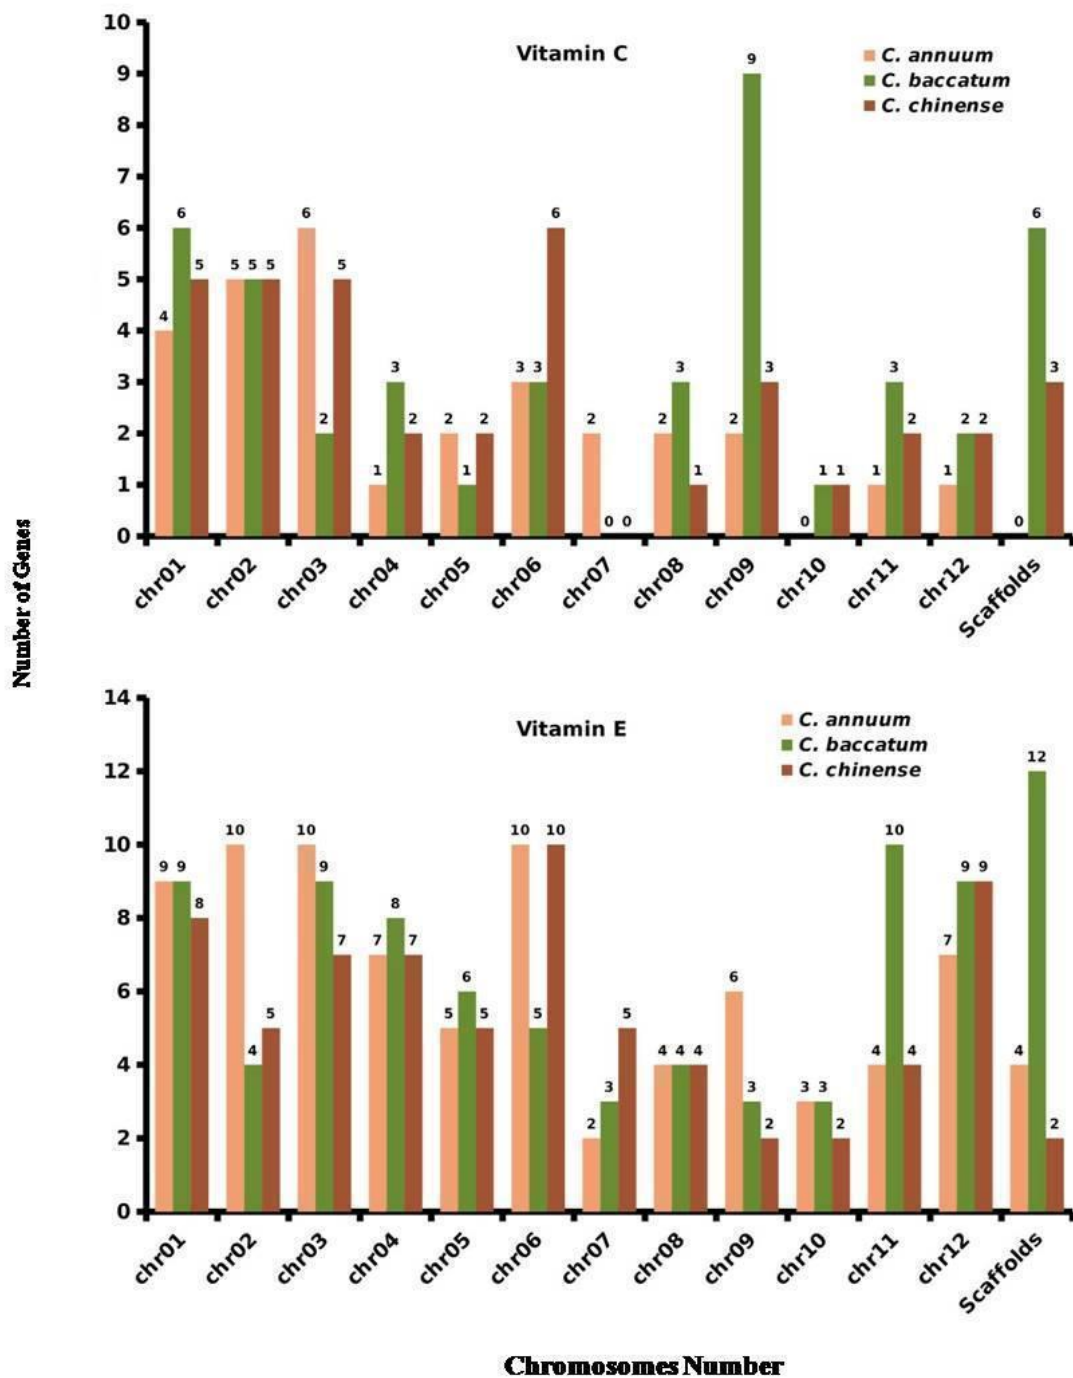 Vitamin C
C. annuum
C. baccatum
C. chinense
10
9
8
7
6
5
4
3
2
1
0
4 6 5
5 5 5
6 2 5
1 3 2
2 1 2
3 3 6
2 0 0
2 3 1
2 9 3
0 1 1
1 3 2
1 2 2
0 6 3
chr01
chr02
chr03
chr04
chr05
chr06
chr07
chr08
chr09
chr10
chr11
chr12
Scaffolds
Number of Genes
Vitamin E
C. annuum
C. baccatum
C. chinense
14
12
10
8
6
4
2
0
9 9 8
10 4 5
10 9 7
7 8 7
5 6 5
10 5 10
2 3 5
4 4 4
6 3 2
3 3 2
4 10 4
7 9 9
4 12 2
chr01
chr02
chr03
chr04
chr05
chr06
chr07
chr08
chr09
chr10
chr11
chr12
Scaffolds
Chromosomes Number